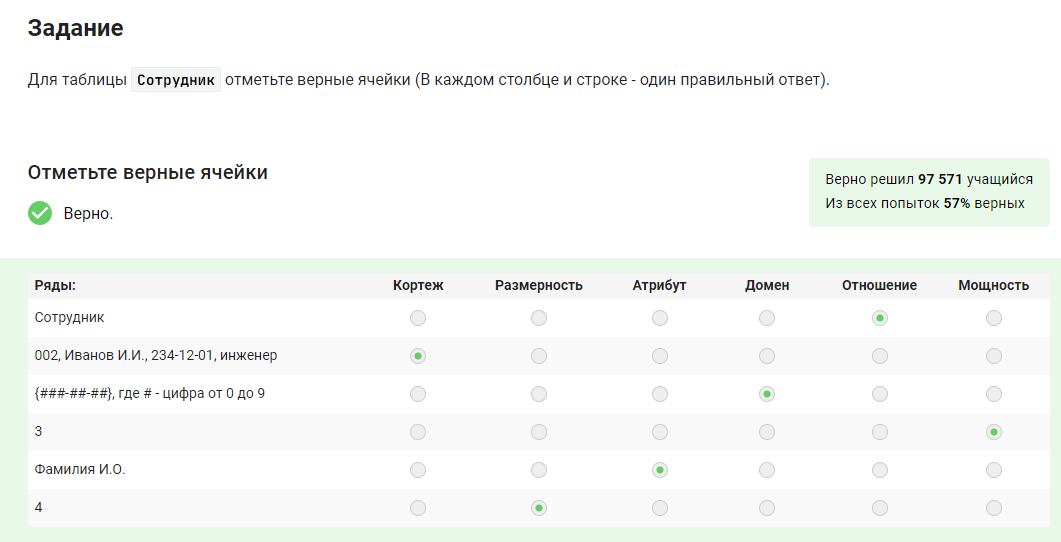 Задание
Для таблицы Сотрудник отметьте верные ячейки (В каждом столбце и строке - один правильный ответ).
Отметьте верные ячейки
Верно.
Верно решил 97 571 учащийся
Из всех попыток 57% верных
Ряды: Кортеж Размерность Атрибут Домен Отношение Мощность
Сотрудник
002, Иванов И.И., 234-12-01, инженер
{###-##-##}, где # - цифра от 0 до 9
3
Фамилия И.О.
4